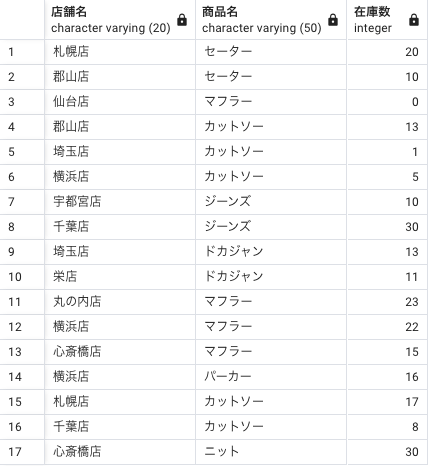 店舗名 商品名 在庫数
character varying (20) character varying (50) integer
1 札幌店 セーター 20
2 郡山店 セーター 10
3 仙台店 マフラー 0
4 郡山店 カットソー 13
5 埼玉店 カットソー 1
6 横浜店 カットソー 5
7 宇都宮店 ジーンズ 10
8 千葉店 ジーンズ 30
9 埼玉店 ドカジャン 13
10 栄店 ドカジャン 11
11 丸の内店 マフラー 23
12 横浜店 マフラー 22
13 心斎橋店 マフラー 15
14 横浜店 パーカー 16
15 札幌店 カットソー 17
16 千葉店 カットソー 8
17 心斎橋店 ニット 30